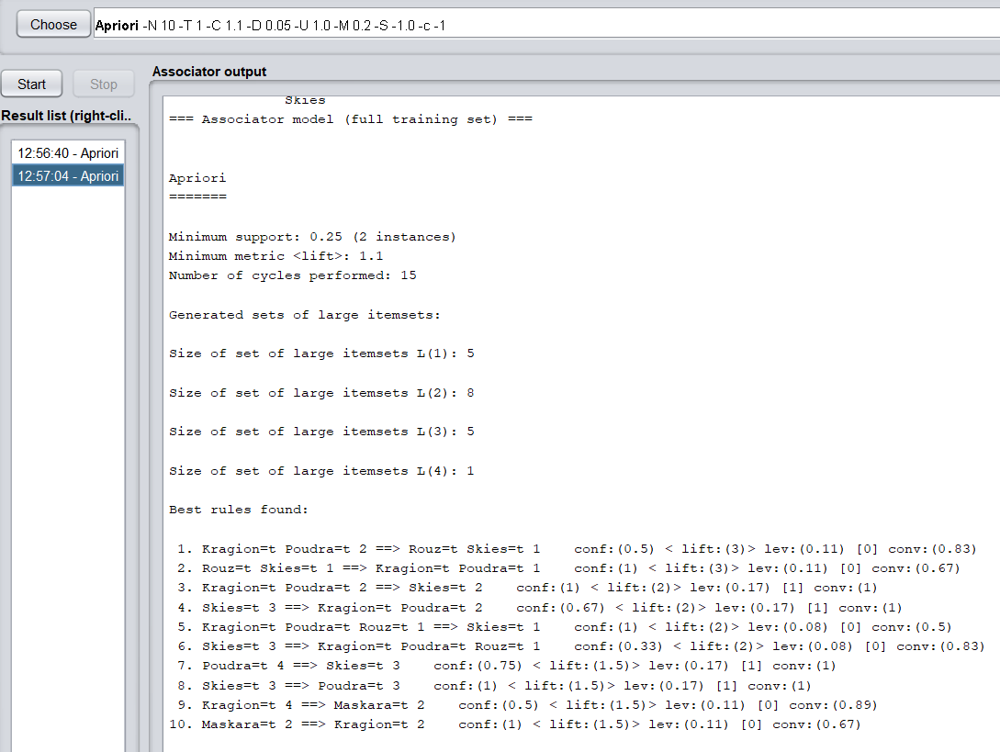 Choose
Apriori -N 10 -T 1 -C 1.1 -D 0.05 -U 1.0 -M 0.2 -S -1.0 -c -1
Start
Stop
Result list (right-cli..
12:56:40 - Apriori
12:57:04 - Apriori
Associator output
Skies
=== Associator model (full training set) ===
Apriori
=======
Minimum support: 0.25 (2 instances)
Minimum metric <lift>: 1.1
Number of cycles performed: 15
Generated sets of large itemsets:
Size of set of large itemsets L(1): 5
Size of set of large itemsets L(2): 8
Size of set of large itemsets L(3): 5
Size of set of large itemsets L(4): 1
Best rules found:
1. Kragion=t Poudra=t 2 ==> Rouz=t Skies=t 1    conf:(0.5) < lift:(3)> lev:(0.11) [0] conv:(0.83)
2. Rouz=t Skies=t 1 ==> Kragion=t Poudra=t 1    conf:(1) < lift:(3)> lev:(0.11) [0] conv:(0.67)
3. Kragion=t Poudra=t 2 ==> Skies=t 2    conf:(1) < lift:(2)> lev:(0.17) [1] conv:(1)
4. Skies=t 3 ==> Kragion=t Poudra=t 2    conf:(0.67) < lift:(2)> lev:(0.17) [1] conv:(1)
5. Kragion=t Poudra=t Rouz=t 1 ==> Skies=t 1    conf:(1) < lift:(2)> lev:(0.08) [0] conv:(0.5)
6. Skies=t 3 ==> Kragion=t Poudra=t Rouz=t 1    conf:(0.33) < lift:(2)> lev:(0.08) [0] conv:(0.83)
7. Poudra=t 4 ==> Skies=t 3    conf:(0.75) < lift:(1.5)> lev:(0.17) [1] conv:(1)
8. Skies=t 3 ==> Poudra=t 3    conf:(1) < lift:(1.5)> lev:(0.17) [1] conv:(1)
9. Kragion=t 4 ==> Maskara=t 2    conf:(0.5) < lift:(1.5)> lev:(0.11) [0] conv:(0.89)
10. Maskara=t 2 ==> Kragion=t 2    conf:(1) < lift:(1.5)> lev:(0.11) [0] conv:(0.67)